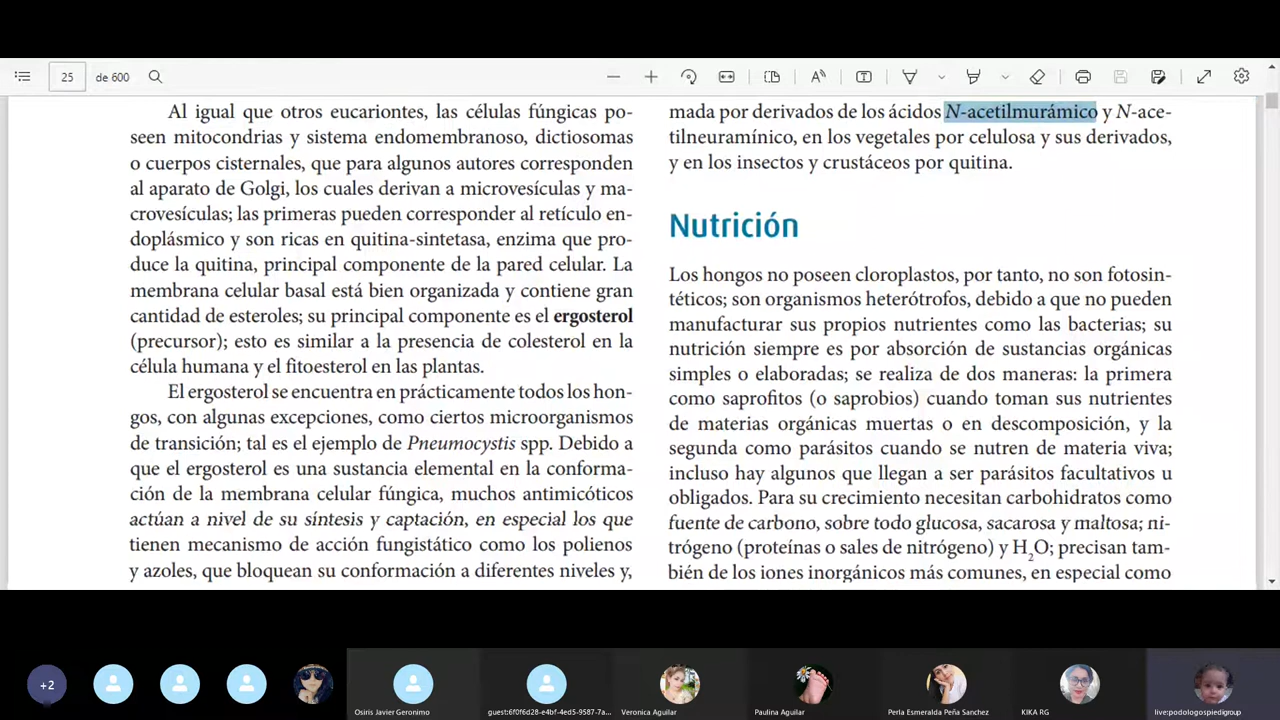 25
de 600
Al igual que otros eucariontes, las células fúngicas po-
seen mitocondrias y sistema endomembranoso, dictiosomas
o cuerpos cisternales, que para algunos autores corresponden
al aparato de Golgi, los cuales derivan a microvesículas y ma-
crovesículas; las primeras pueden corresponder al retículo en-
doplásmico y son ricas en quitina-sintetasa, enzima que pro-
duce la quitina, principal componente de la pared celular. La
membrana celular basal está bien organizada y contiene gran
cantidad de esteroles; su principal componente es el ergosterol
(precursor); esto es similar a la presencia de colesterol en la
célula humana y el fitoesterol en las plantas.
El ergosterol se encuentra en prácticamente todos los hon-
gos, con algunas excepciones, como ciertos microorganismos
de transición; tal es el ejemplo de Pneumocystis spp. Debido a
que el ergosterol es una sustancia elemental en la conforma-
ción de la membrana celular fúngica, muchos antimicóticos
actúan a nivel de su síntesis y captación, en especial los que
tienen mecanismo de acción fungistático como los polienos
y azoles, que bloquean su conformación a diferentes niveles y,
mada por derivados de los ácidos N-acetilmurámico y N-ace-
tilneuramínico, en los vegetales por celulosa y sus derivados,
y en los insectos y crustáceos por quitina.
Nutrición
Los hongos no poseen cloroplastos, por tanto, no son fotosin-
téticos; son organismos heterótrofos, debido a que no pueden
manufacturar sus propios nutrientes como las bacterias; su
nutrición siempre es por absorción de sustancias orgánicas
simples o elaboradas; se realiza de dos maneras: la primera
como saprofitos (o saprobios) cuando toman sus nutrientes
de materias orgánicas muertas o en descomposición, y la
segunda como parásitos cuando se nutren de materia viva;
incluso hay algunos que llegan a ser parásitos facultativos u
obligados. Para su crecimiento necesitan carbohidratos como
fuente de carbono, sobre todo glucosa, sacarosa y maltosa; ni-
trógeno (proteínas o sales de nitrógeno) y H₂O; precisan tam-
bién de los iones inorgánicos más comunes, en especial como
+2
Osiris Javier Geronimo
guest:6f0f6d28-e4bf-4ed5-9587-7a...
Veronica Aguilar
Paulina Aguilar
Perla Esmeralda Peña Sanchez
KIKA RG
live:podologospiedigroup